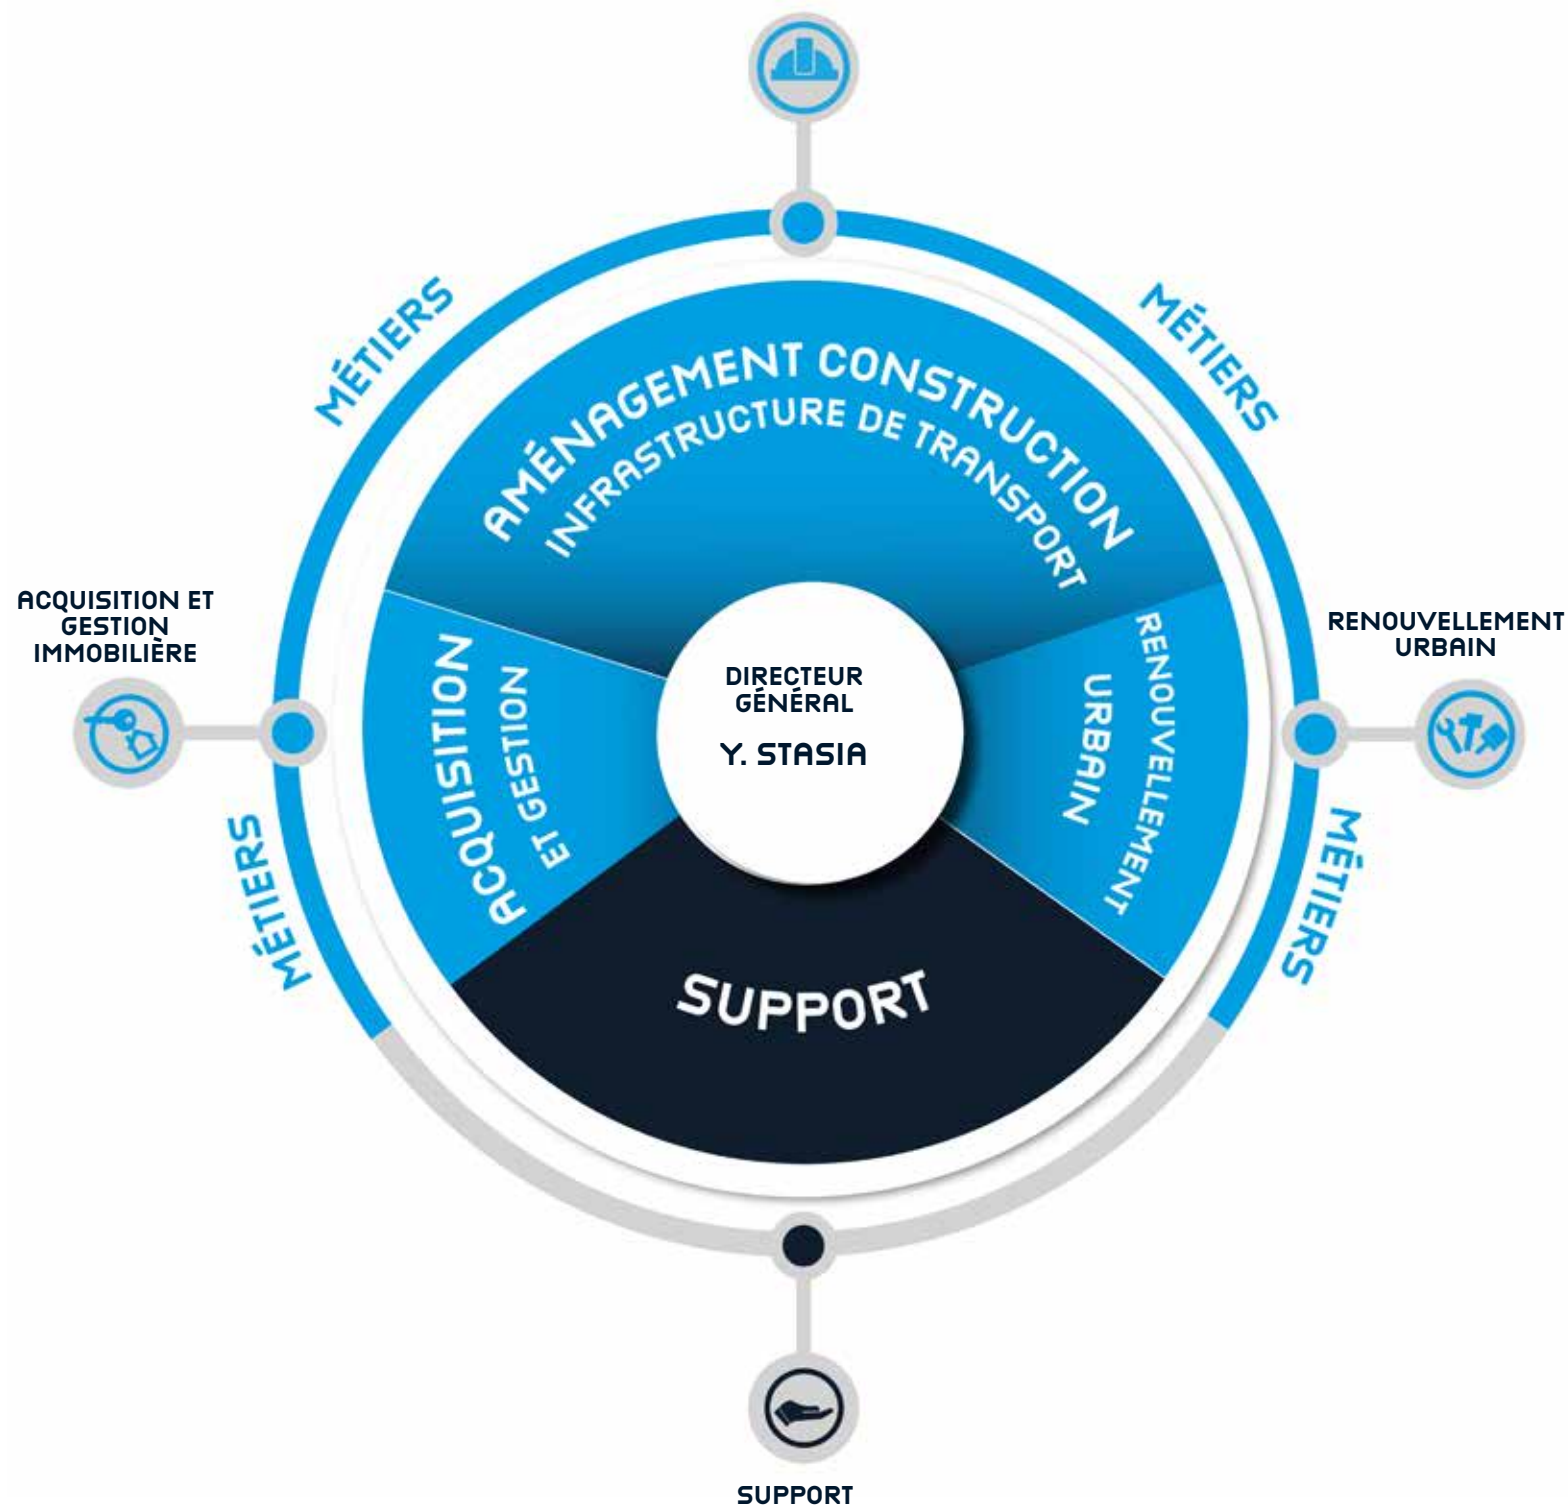 MÉTIERS
MÉTIERS
AMÉNAGEMENT CONSTRUCTION
INFRASTRUCTURE DE TRANSPORT
ACQUISITION ET
GESTION
IMMOBILIÈRE
ACQUISITION
ET GESTION
DIRECTEUR
GÉNÉRAL
Y. STASIA
RENOUVELLEMENT
URBAIN
RENOUVELLEMENT
URBAIN
MÉTIERS
MÉTIERS
SUPPORT
SUPPORT